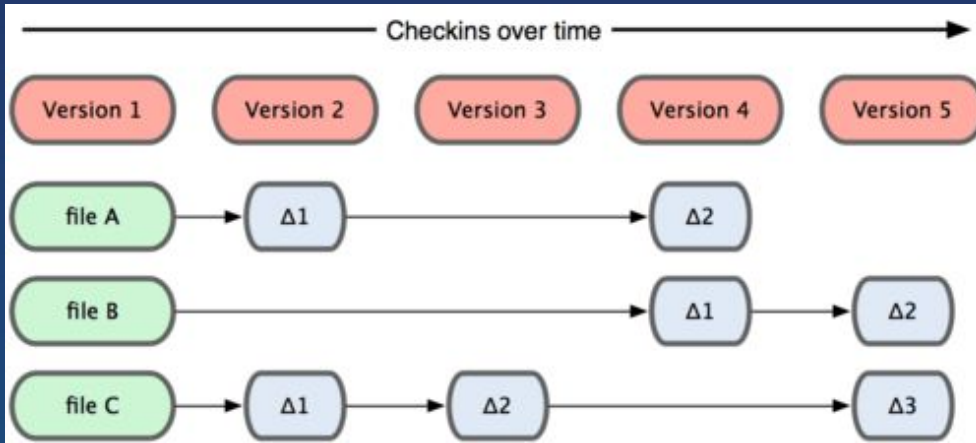 Checkins over time
Version 1 Version 2 Version 3 Version 4 Version 5
file A Δ1 Δ2
file B Δ1 Δ2
file C Δ1 Δ2 Δ3